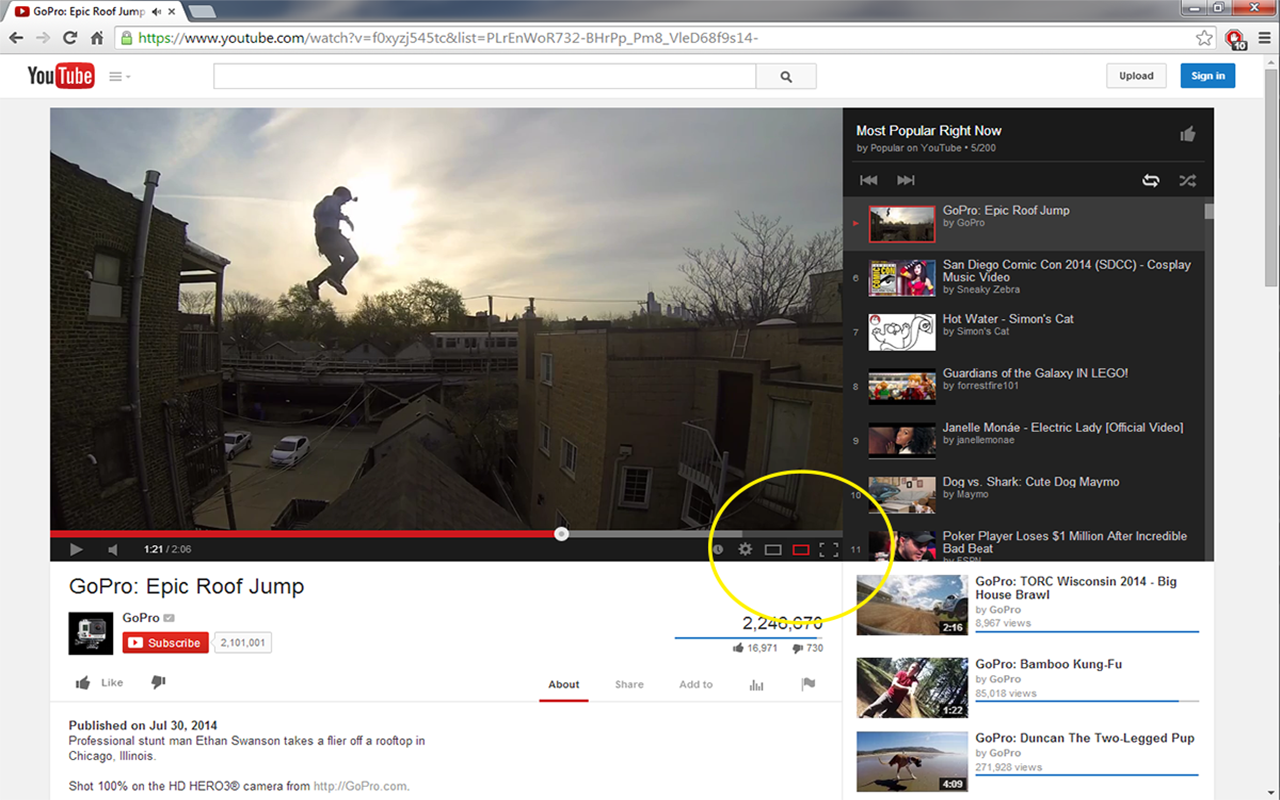 GoPro: Epic Roof Jump
https://www.youtube.com/watch?v=f0xyzj545tc&list=PLrEnWoR732-BHrPp_Pm8_VleD68f9s14-
10
YouTube
Upload
Sign in
Most Popular Right Now
by Popular on YouTube • 5/200
GoPro: Epic Roof Jump
by GoPro
6
San Diego Comic Con 2014 (SDCC) - Cosplay
Music Video
by Sneaky Zebra
7
Hot Water - Simon's Cat
by Simon's Cat
8
Guardians of the Galaxy IN LEGO!
by forrestfire101
9
Janelle Monáe - Electric Lady [Official Video]
by janellemonae
10
Dog vs. Shark: Cute Dog Maymo
by Maymo
11
Poker Player Loses $1 Million After Incredible
Bad Beat
by ESPN
1:21 / 2:06
GoPro: Epic Roof Jump
GoPro
Subscribe
2,101,001
16,971
730
Like
About
Share
Add to
Published on Jul 30, 2014
Professional stunt man Ethan Swanson takes a flier off a rooftop in
Chicago, Illinois.
Shot 100% on the HD HERO3® camera from http://GoPro.com.
GoPro: TORC Wisconsin 2014 - Big
House Brawl
by GoPro
8,967 views
2:16
GoPro: Bamboo Kung-Fu
by GoPro
85,018 views
1:22
GoPro: Duncan The Two-Legged Pup
by GoPro
271,928 views
4:09